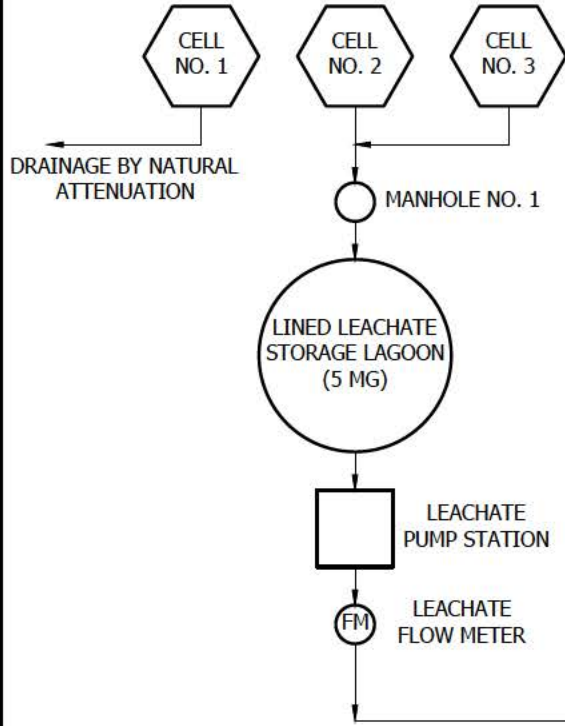 CELL
NO. 1
CELL
NO. 2
CELL
NO. 3
DRAINAGE BY NATURAL
ATTENUATION
MANHOLE NO. 1
LINED LEACHATE
STORAGE LAGOON
(5 MG)
LEACHATE
PUMP STATION
FM
LEACHATE
FLOW METER